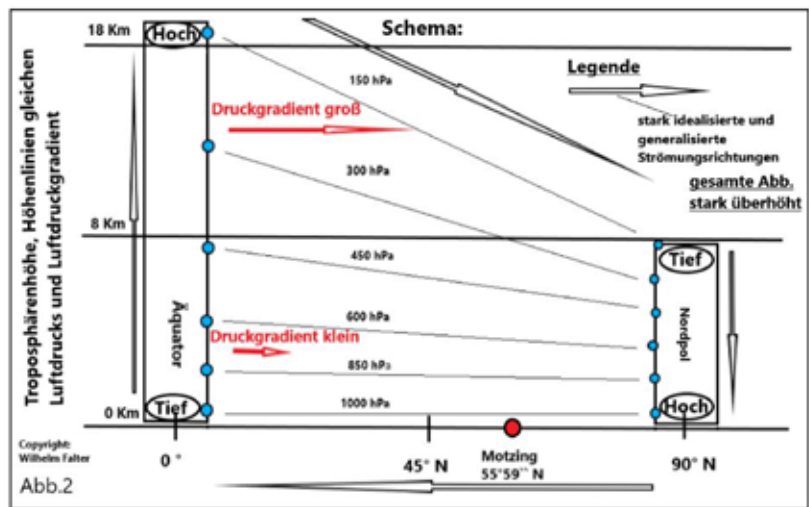 Schema:
18 Km
Hoch
150 hPa
Legende
stark idealisierte und
generalisierte
Strömungsrichtungen
gesamte Abb.
stark überhöht
Druckgradient groß
300 hPa
8 Km
450 hPa
Tief
Troposphärenhöhe, Höhenlinien gleichen
Luftdrucks und Luftdruckgradient
Äquator
Nordpol
600 hPa
Druckgradient klein
850 hPa
1000 hPa
Tief
Hoch
0 Km
Copyright:
Wilhelm Falter
0 °
45° N
Motzing
55°59`` N
90° N
Abb.2